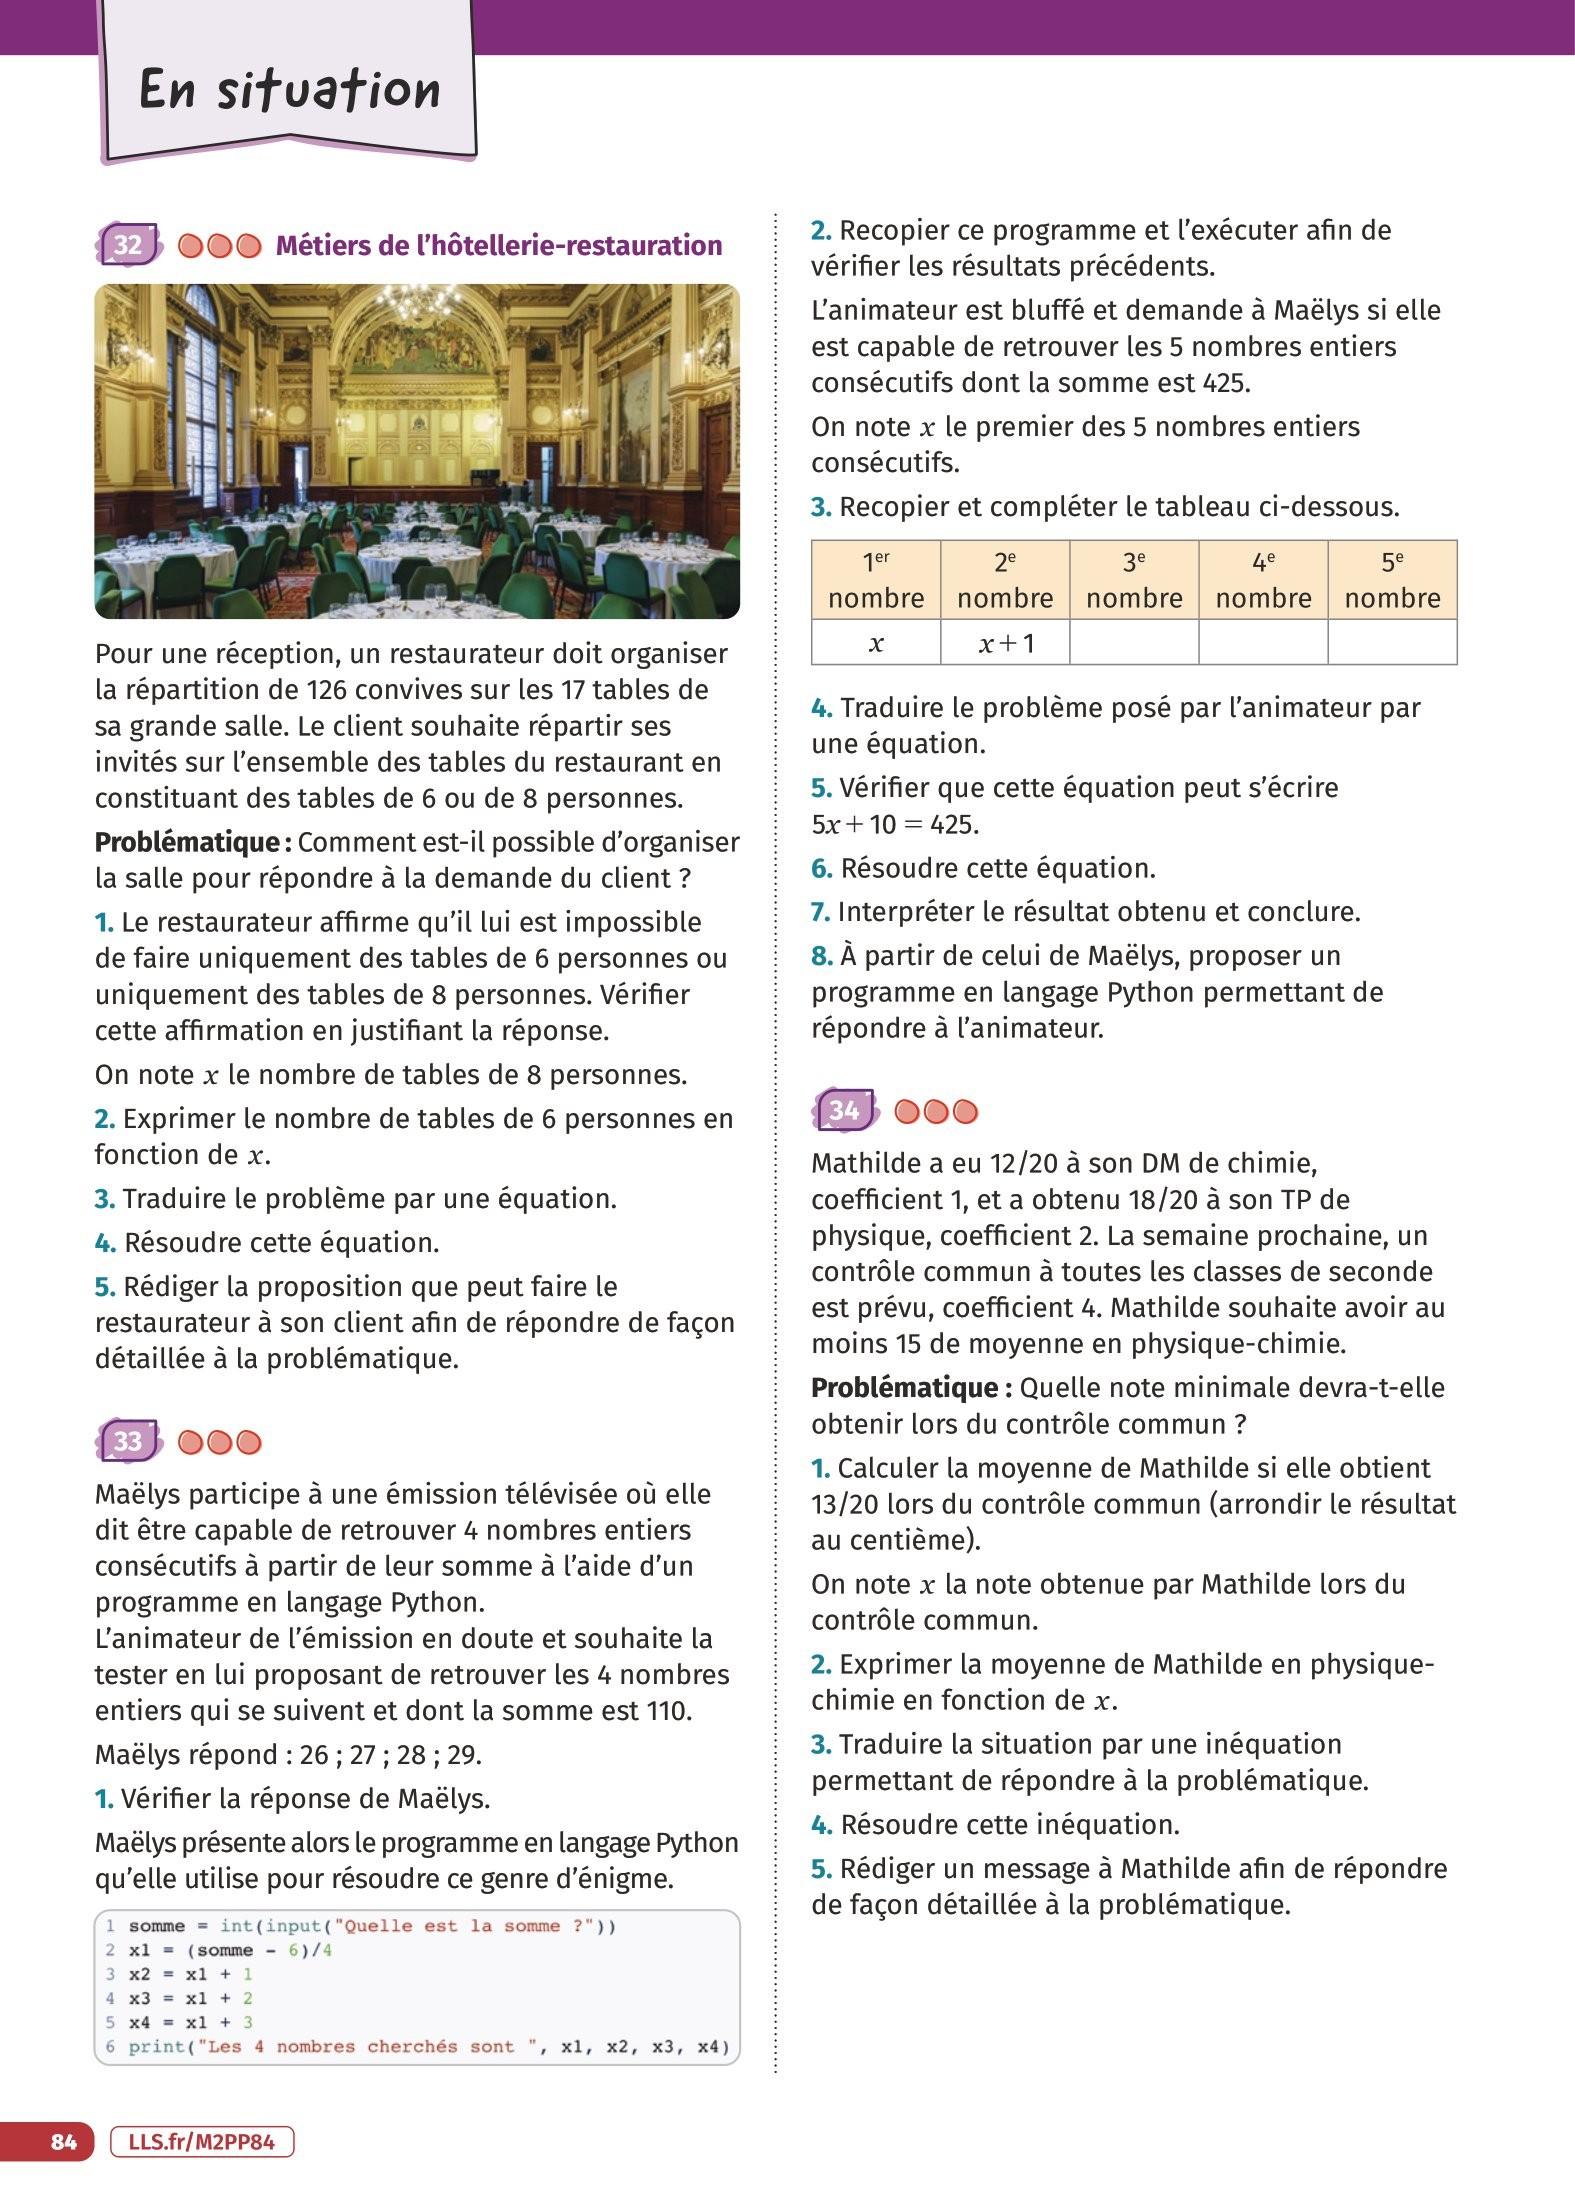 En situation
32 Métiers de l'hôtellerie-restauration
Pour une réception, un restaurateur doit organiser
la répartition de 126 convives sur les 17 tables de
sa grande salle. Le client souhaite répartir ses
invités sur l'ensemble des tables du restaurant en
constituant des tables de 6 ou de 8 personnes.
Problématique : Comment est-il possible d'organiser
la salle pour répondre à la demande du client ?
1. Le restaurateur affirme qu'il lui est impossible
de faire uniquement des tables de 6 personnes ou
uniquement des tables de 8 personnes. Vérifier
cette affirmation en justifiant la réponse.
On note x le nombre de tables de 8 personnes.
2. Exprimer le nombre de tables de 6 personnes en
fonction de x.
3. Traduire le problème par une équation.
4. Résoudre cette équation.
5. Rédiger la proposition que peut faire le
restaurateur à son client afin de répondre de façon
détaillée à la problématique.
33
Maëlys participe à une émission télévisée où elle
dit être capable de retrouver 4 nombres entiers
consécutifs à partir de leur somme à l'aide d'un
programme en langage Python.
L'animateur de l'émission en doute et souhaite la
tester en lui proposant de retrouver les 4 nombres
entiers qui se suivent et dont la somme est 110.
Maëlys répond : 26 ; 27 ; 28 ; 29.
1. Vérifier la réponse de Maëlys.
Maëlys présente alors le programme en langage Python
qu'elle utilise pour résoudre ce genre d'énigme.
1 somme = int(input("Quelle est la somme ?"))
2 x1 = (somme - 6)/4
3 x2 = x1 + 1
4 x3 = x1 + 2
5 x4 = x1 + 3
6 print("Les 4 nombres cherchés sont ", x1, x2, x3, x4)
2. Recopier ce programme et l'exécuter afin de
vérifier les résultats précédents.
L'animateur est bluffé et demande à Maëlys si elle
est capable de retrouver les 5 nombres entiers
consécutifs dont la somme est 425.
On note x le premier des 5 nombres entiers
consécutifs.
3. Recopier et compléter le tableau ci-dessous.
1er 2e 3e 4e 5e
nombre nombre nombre nombre nombre
x x + 1
4. Traduire le problème posé par l'animateur par
une équation.
5. Vérifier que cette équation peut s'écrire
5x + 10 = 425.
6. Résoudre cette équation.
7. Interpréter le résultat obtenu et conclure.
8. À partir de celui de Maëlys, proposer un
programme en langage Python permettant de
répondre à l'animateur.
34
Mathilde a eu 12/20 à son DM de chimie,
coefficient 1, et a obtenu 18/20 à son TP de
physique, coefficient 2. La semaine prochaine, un
contrôle commun à toutes les classes de seconde
est prévu, coefficient 4. Mathilde souhaite avoir au
moins 15 de moyenne en physique-chimie.
Problématique : Quelle note minimale devra-t-elle
obtenir lors du contrôle commun ?
1. Calculer la moyenne de Mathilde si elle obtient
13/20 lors du contrôle commun (arrondir le résultat
au centième).
On note x la note obtenue par Mathilde lors du
contrôle commun.
2. Exprimer la moyenne de Mathilde en physique-
chimie en fonction de x.
3. Traduire la situation par une inéquation
permettant de répondre à la problématique.
4. Résoudre cette inéquation.
5. Rédiger un message à Mathilde afin de répondre
de façon détaillée à la problématique.
84 LLS.fr/M2PP84